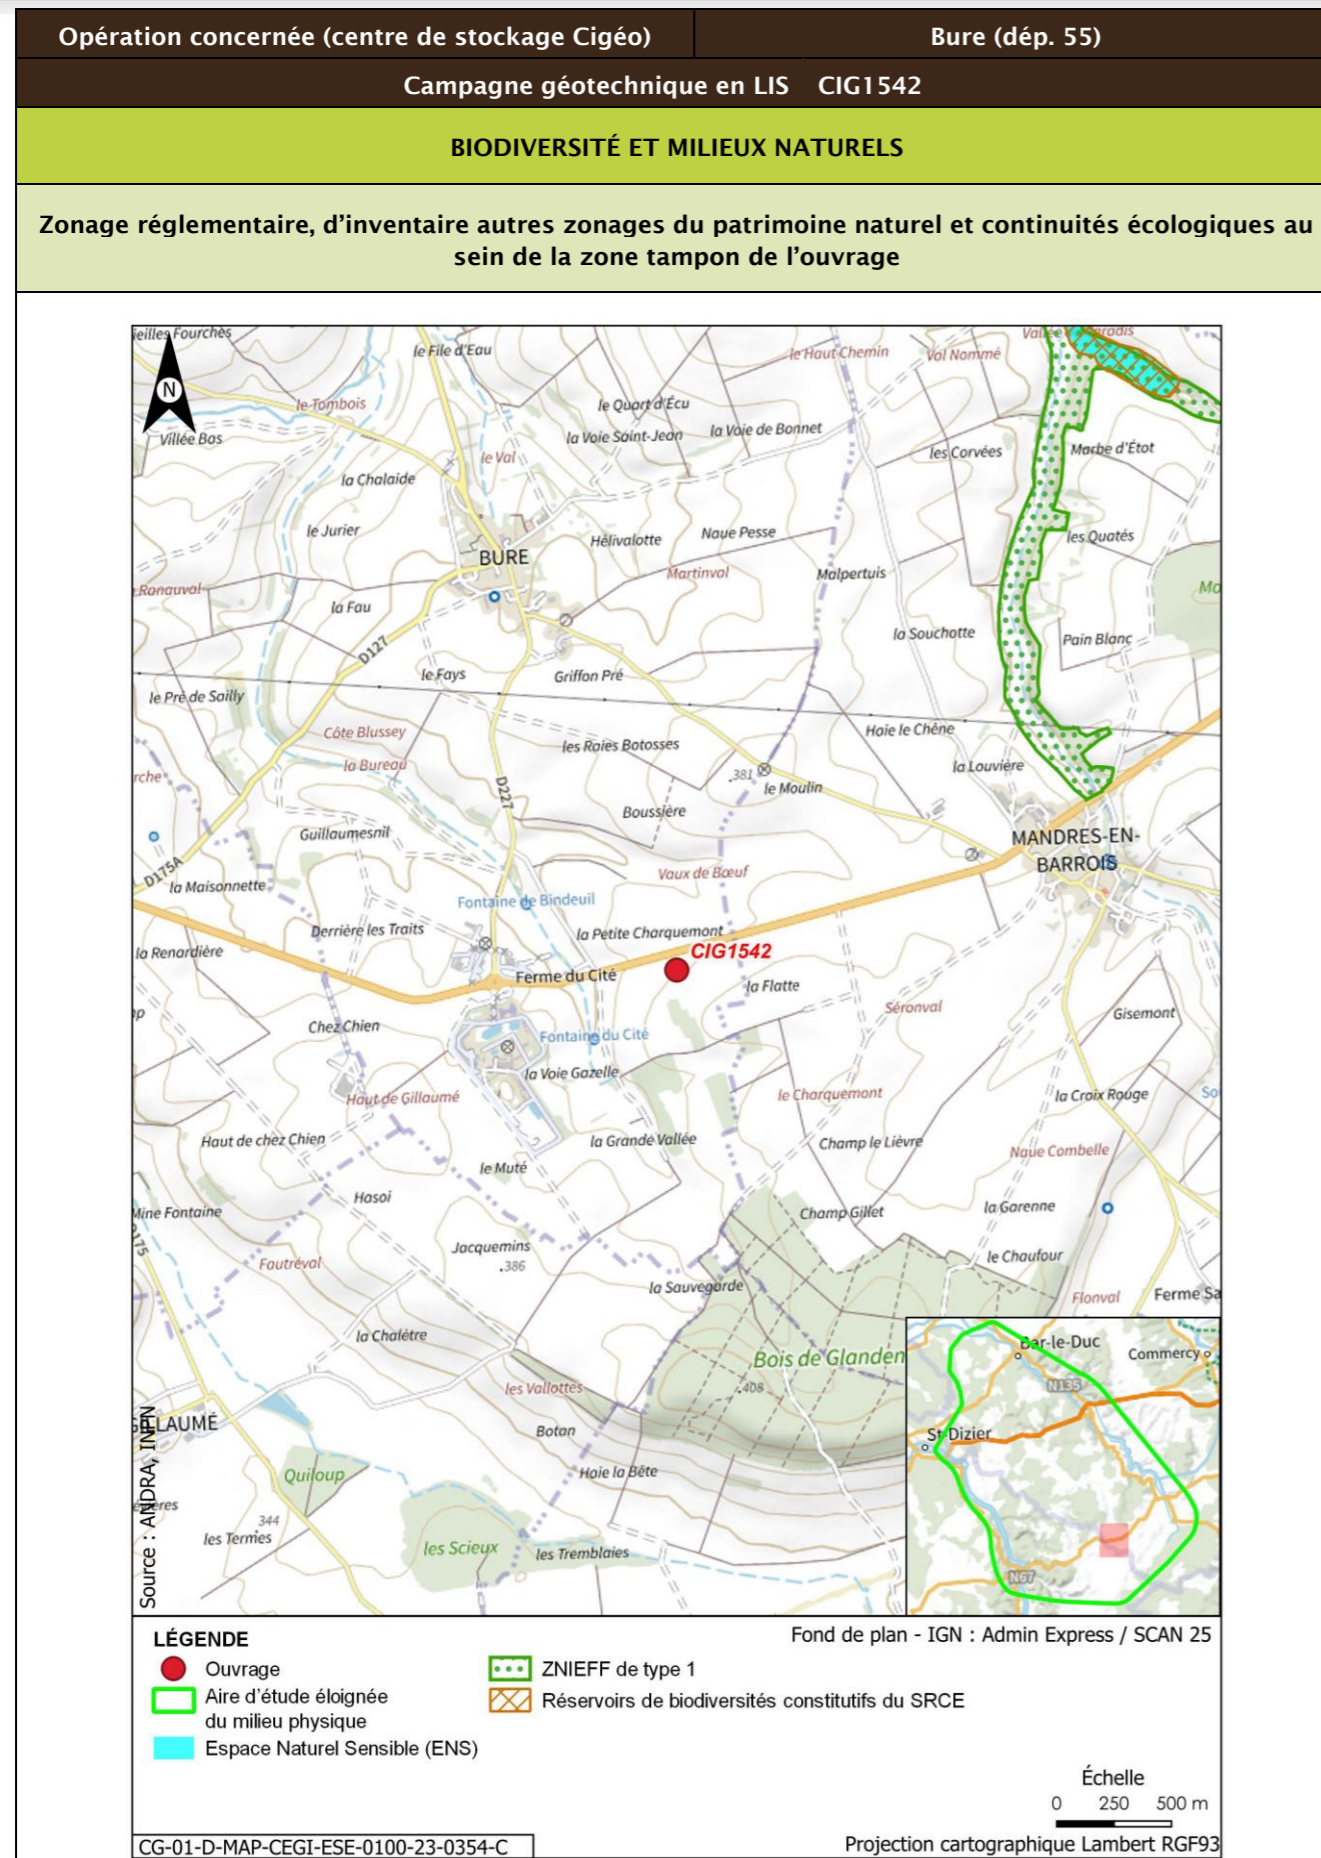 Opération concernée (centre de stockage Cigéo)
Bure (dép. 55)
Campagne géotechnique en LIS CIG1542
BIODIVERSITÉ ET MILIEUX NATURELS
Zonage réglementaire, d'inventaire autres zonages du patrimoine naturel et continuités écologiques au
sein de la zone tampon de l'ouvrage
ieilles Fourches
le File d'Eau
le Haut Chemin
Val Nommé
N
le Tombois
le Quart d'Écu
Villée Bos
la Voie Saint-Jean
la Voie de Bonnet
les Corvées
Marbe d'Étot
le Val
la Chalaide
le Jurier
Hélivalotte
Naue Pesse
les Quatés
BURE
Martinval
Malpertuis
Ronauval
la Fau
la Souchotte
Pain Blanc
D127
le Fays
Griffon Pré
le Pré de Sailly
Côte Blussey
les Raies Botosses
Haie le Chêne
la Bureau
la Louvière
rche
.381
le Moulin
D227
Boussière
Guillaumesnil
MANDRES-EN-
BARROIS
D175A
la Maisonnette
Vaux de Bœuf
Fontaine de Bindeuil
Derrière les Traits
la Petite Charquemont
la Renardière
CIG1542
Ferme du Cité
la Flatte
Séronval
Gisemont
Chez Chien
Fontaine du Cité
la Voie Gazelle
Haut de Gillaumé
le Charquemont
la Croix Rouge
So
Haut de chez Chien
la Grande Vallée
Champ le Lièvre
Naue Combelle
le Muté
Hasoi
Mine Fontaine
Champ Gillet
la Garenne
D175
Jacquemins
.386
le Chaufour
Fautréval
la Sauvegarde
Flonval
Ferme Sa
la Chalètre
Bois de Glanden
.408
les Vallottes
Botan
Haie la Bête
Quiloup
344
les Termes
les Scieux
les Tremblaies
Bar-le-Duc
Commercy
N135
St-Dizier
N67
Source : ANDRA, INPN
Fond de plan - IGN : Admin Express / SCAN 25
LÉGENDE
Ouvrage
Aire d'étude éloignée
du milieu physique
Espace Naturel Sensible (ENS)
ZNIEFF de type 1
Réservoirs de biodiversités constitutifs du SRCE
Échelle
0 250 500 m
CG-01-D-MAP-CEGI-ESE-0100-23-0354-C
Projection cartographique Lambert RGF93